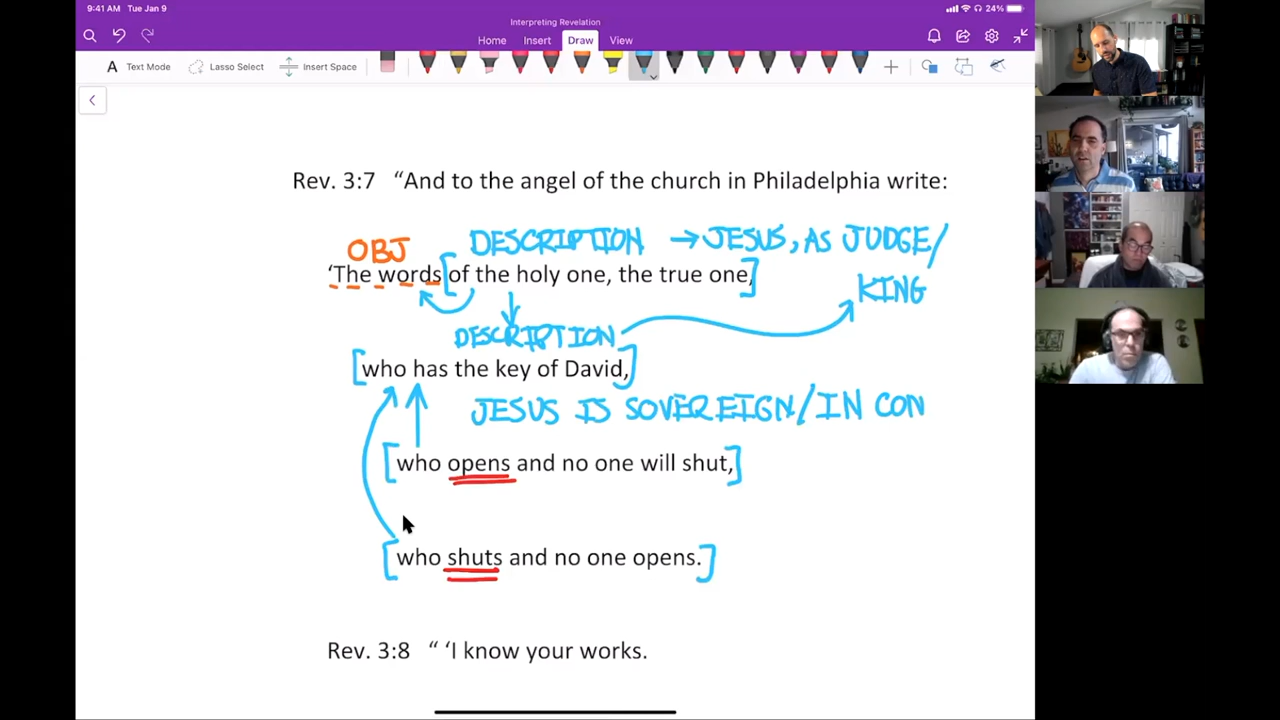 9:41 AM Tue Jan 9
24%
Interpreting Revelation
Home Insert Draw View
A Text Mode Lasso Select Insert Space
Rev. 3:7 “And to the angel of the church in Philadelphia write:
OBJ DESCRIPTION → JESUS, AS JUDGE/
KING
‘The words [of the holy one, the true one,]
DESCRIPTION
[who has the key of David,]
JESUS IS SOVEREIGN/IN CON
[who opens and no one will shut,]
[who shuts and no one opens.]
Rev. 3:8 “ ‘I know your works.